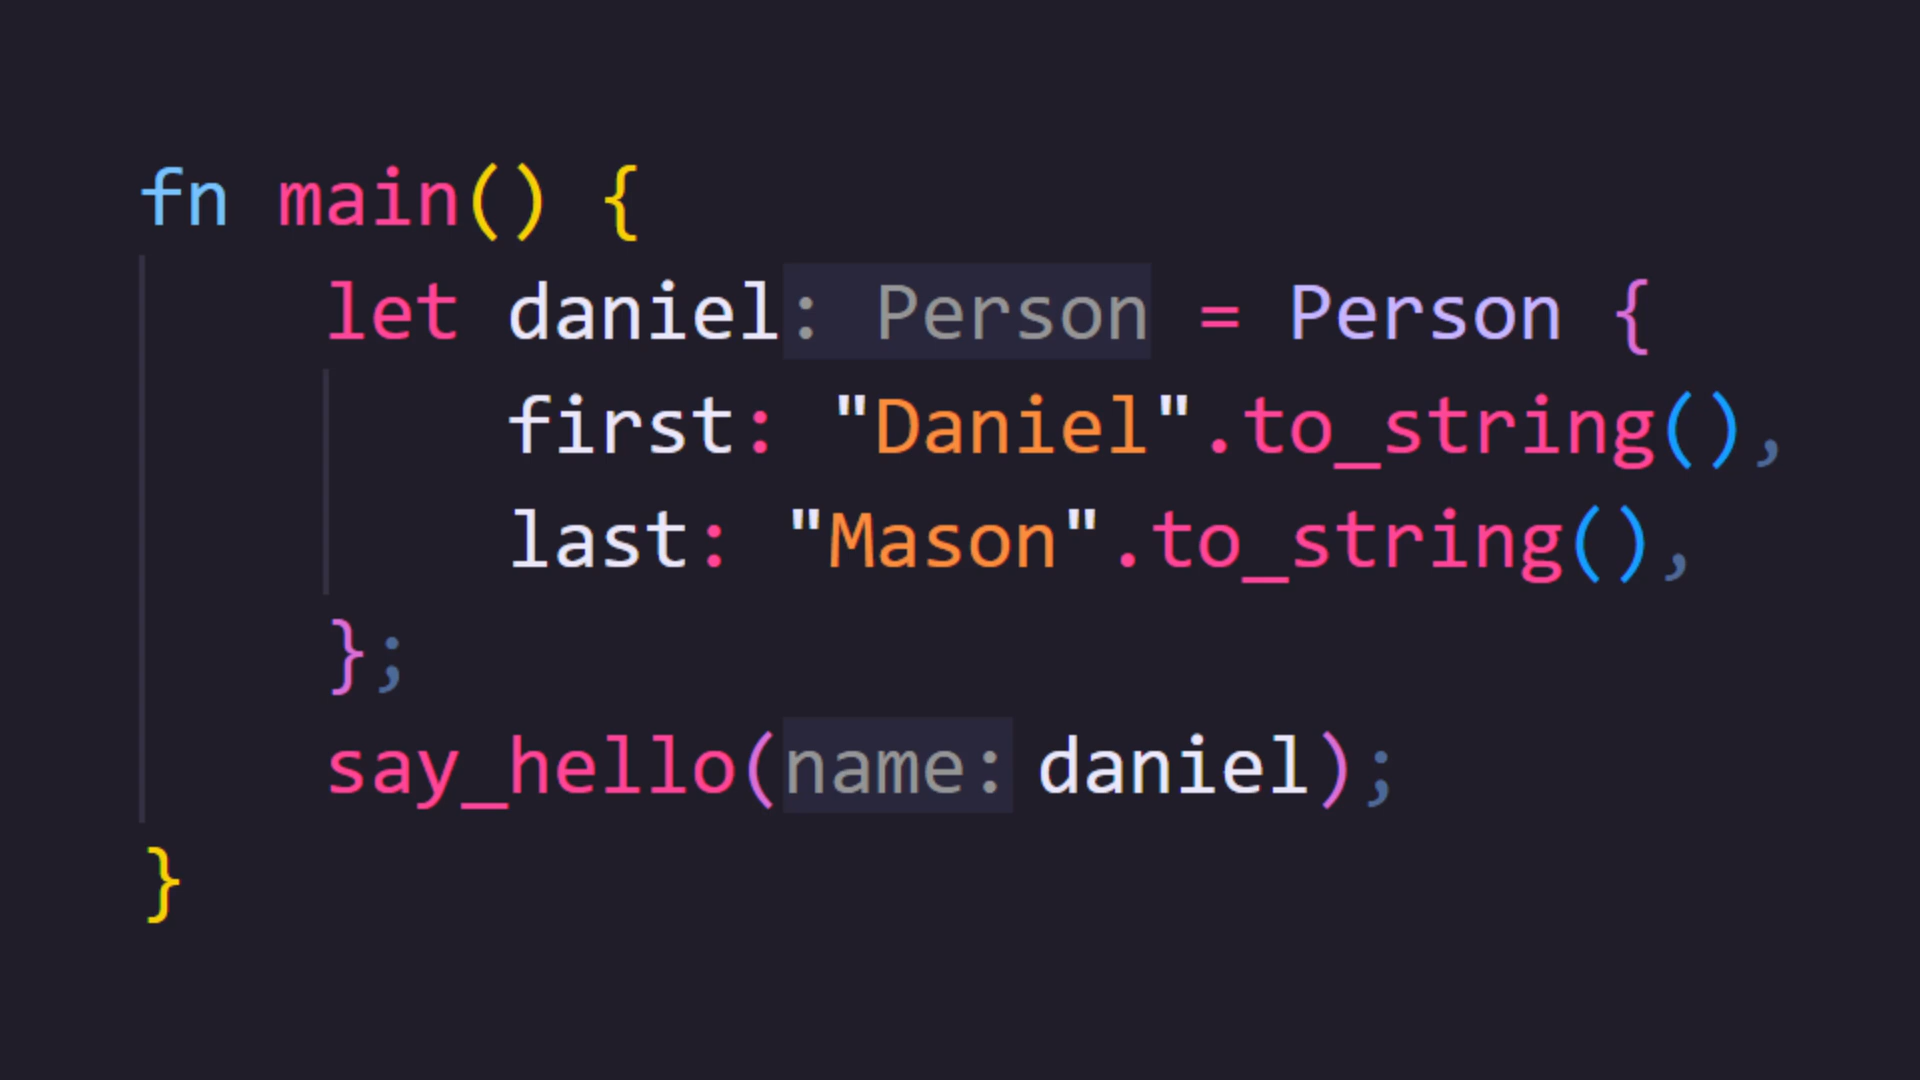 fn main() {
let daniel: Person = Person {
first: "Daniel".to_string(),
last: "Mason".to_string(),
};
say_hello(name: daniel);
}